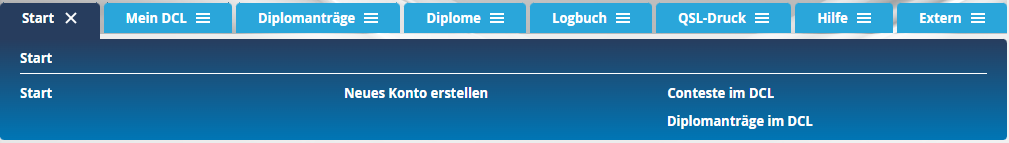 Start Mein DCL Diplomanträge Diplome Logbuch QSL-Druck Hilfe Extern
Start
Start Neues Konto erstellen Conteste im DCL
Diplomanträge im DCL